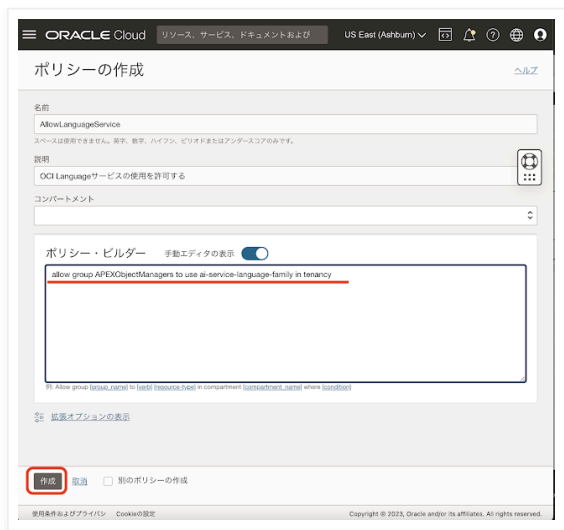 ORACLE Cloud リソース、サービス、ドキュメントおよび US East (Ashburn)
ポリシーの作成
ヘルプ
名前
AllowLanguageService
スペースは使用できません。英字、数字、ハイフン、ピリオドまたはアンダースコアのみです。
説明
OCI Languageサービスの使用を許可する
コンパートメント
ポリシー・ビルダー 手動エディタの表示
allow group APEXObjectManagers to use ai-service-language-family in tenancy
例: Allow group [group_name] to [verb] [resource-type] in compartment [compartment_name] where [condition]
拡張オプションの表示
作成 取消 別のポリシーの作成
使用条件およびプライバシ Cookieの設定 Copyright © 2023, Oracle and/or its affiliates. All rights reserved.